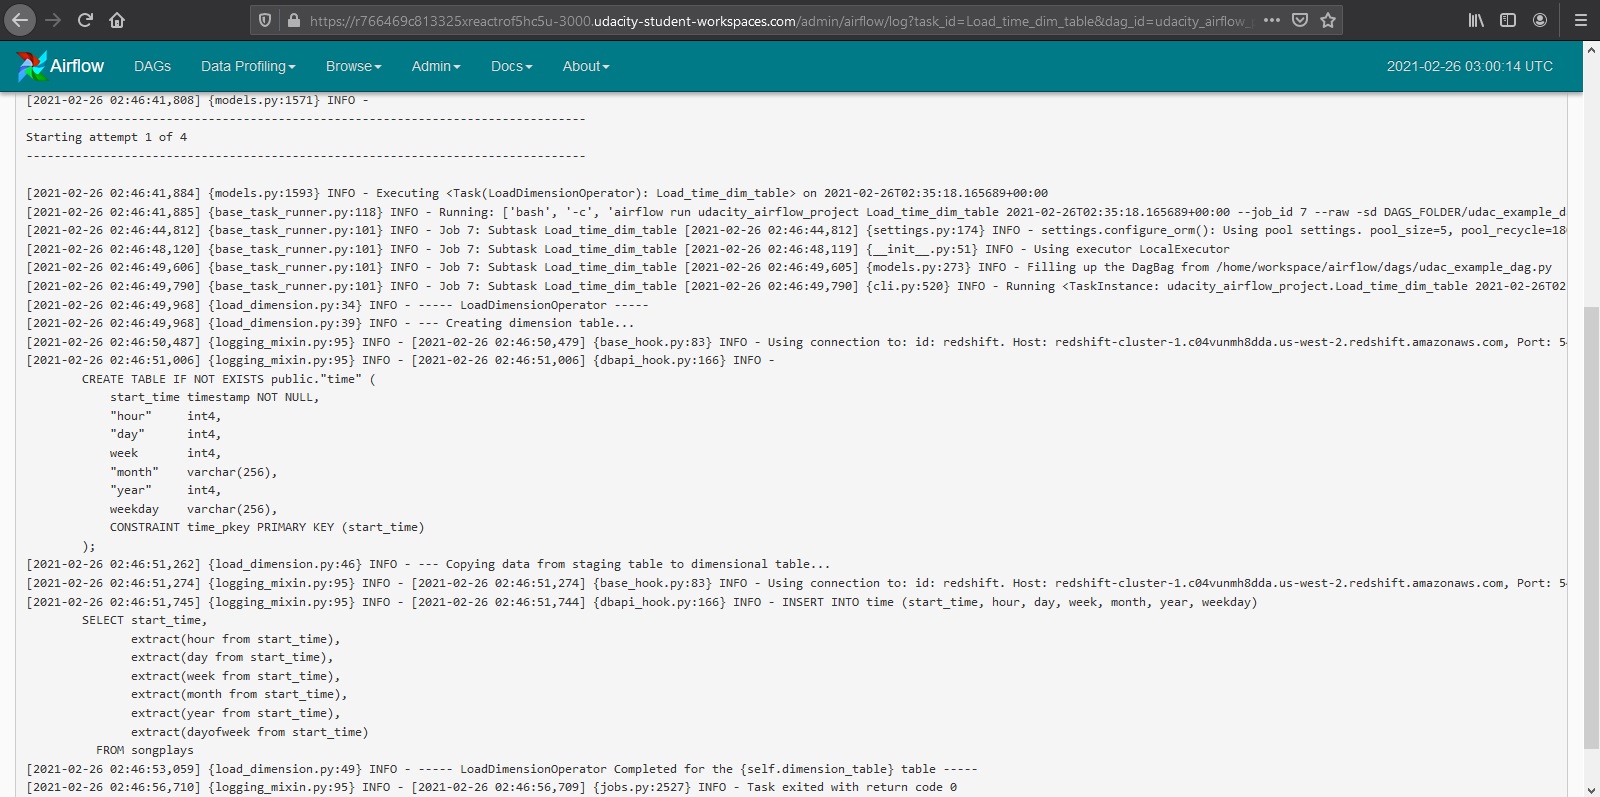 https://r766469c813325xreactrof5hc5u-3000.udacity-student-workspaces.com/admin/airflow/log?task_id=Load_time_dim_table&dag_id=udacity_airflow_
Airflow DAGs Data Profiling Browse Admin Docs About 2021-02-26 03:00:14 UTC
[2021-02-26 02:46:41,808] {models.py:1571} INFO -
--------------------------------------------------------------------------------
Starting attempt 1 of 4
--------------------------------------------------------------------------------
[2021-02-26 02:46:41,884] {models.py:1593} INFO - Executing <Task(LoadDimensionOperator): Load_time_dim_table> on 2021-02-26T02:35:18.165689+00:00
[2021-02-26 02:46:41,885] {base_task_runner.py:118} INFO - Running: ['bash', '-c', 'airflow run udacity_airflow_project Load_time_dim_table 2021-02-26T02:35:18.165689+00:00 --job_id 7 --raw -sd DAGS_FOLDER/udac_example_d
[2021-02-26 02:46:44,812] {base_task_runner.py:101} INFO - Job 7: Subtask Load_time_dim_table [2021-02-26 02:46:44,812] {settings.py:174} INFO - settings.configure_orm(): Using pool settings. pool_size=5, pool_recycle=18
[2021-02-26 02:46:48,120] {base_task_runner.py:101} INFO - Job 7: Subtask Load_time_dim_table [2021-02-26 02:46:48,119] {__init__.py:51} INFO - Using executor LocalExecutor
[2021-02-26 02:46:49,606] {base_task_runner.py:101} INFO - Job 7: Subtask Load_time_dim_table [2021-02-26 02:46:49,605] {models.py:273} INFO - Filling up the DagBag from /home/workspace/airflow/dags/udac_example_dag.py
[2021-02-26 02:46:49,790] {base_task_runner.py:101} INFO - Job 7: Subtask Load_time_dim_table [2021-02-26 02:46:49,790] {cli.py:520} INFO - Running <TaskInstance: udacity_airflow_project.Load_time_dim_table 2021-02-26T02
[2021-02-26 02:46:49,968] {load_dimension.py:34} INFO - ----- LoadDimensionOperator -----
[2021-02-26 02:46:49,968] {load_dimension.py:39} INFO - --- Creating dimension table...
[2021-02-26 02:46:50,487] {logging_mixin.py:95} INFO - [2021-02-26 02:46:50,479] {base_hook.py:83} INFO - Using connection to: id: redshift. Host: redshift-cluster-1.c04vunmh8dda.us-west-2.redshift.amazonaws.com, Port: 5
[2021-02-26 02:46:51,006] {logging_mixin.py:95} INFO - [2021-02-26 02:46:51,006] {dbapi_hook.py:166} INFO -
CREATE TABLE IF NOT EXISTS public."time" (
start_time timestamp NOT NULL,
"hour" int4,
"day" int4,
week int4,
"month" varchar(256),
"year" int4,
weekday varchar(256),
CONSTRAINT time_pkey PRIMARY KEY (start_time)
);
[2021-02-26 02:46:51,262] {load_dimension.py:46} INFO - --- Copying data from staging table to dimensional table...
[2021-02-26 02:46:51,274] {logging_mixin.py:95} INFO - [2021-02-26 02:46:51,274] {base_hook.py:83} INFO - Using connection to: id: redshift. Host: redshift-cluster-1.c04vunmh8dda.us-west-2.redshift.amazonaws.com, Port: 5
[2021-02-26 02:46:51,745] {logging_mixin.py:95} INFO - [2021-02-26 02:46:51,744] {dbapi_hook.py:166} INFO - INSERT INTO time (start_time, hour, day, week, month, year, weekday)
SELECT start_time,
extract(hour from start_time),
extract(day from start_time),
extract(week from start_time),
extract(month from start_time),
extract(year from start_time),
extract(dayofweek from start_time)
FROM songplays
[2021-02-26 02:46:53,059] {load_dimension.py:49} INFO - ----- LoadDimensionOperator Completed for the {self.dimension_table} table -----
[2021-02-26 02:46:56,710] {logging_mixin.py:95} INFO - [2021-02-26 02:46:56,709] {jobs.py:2527} INFO - Task exited with return code 0